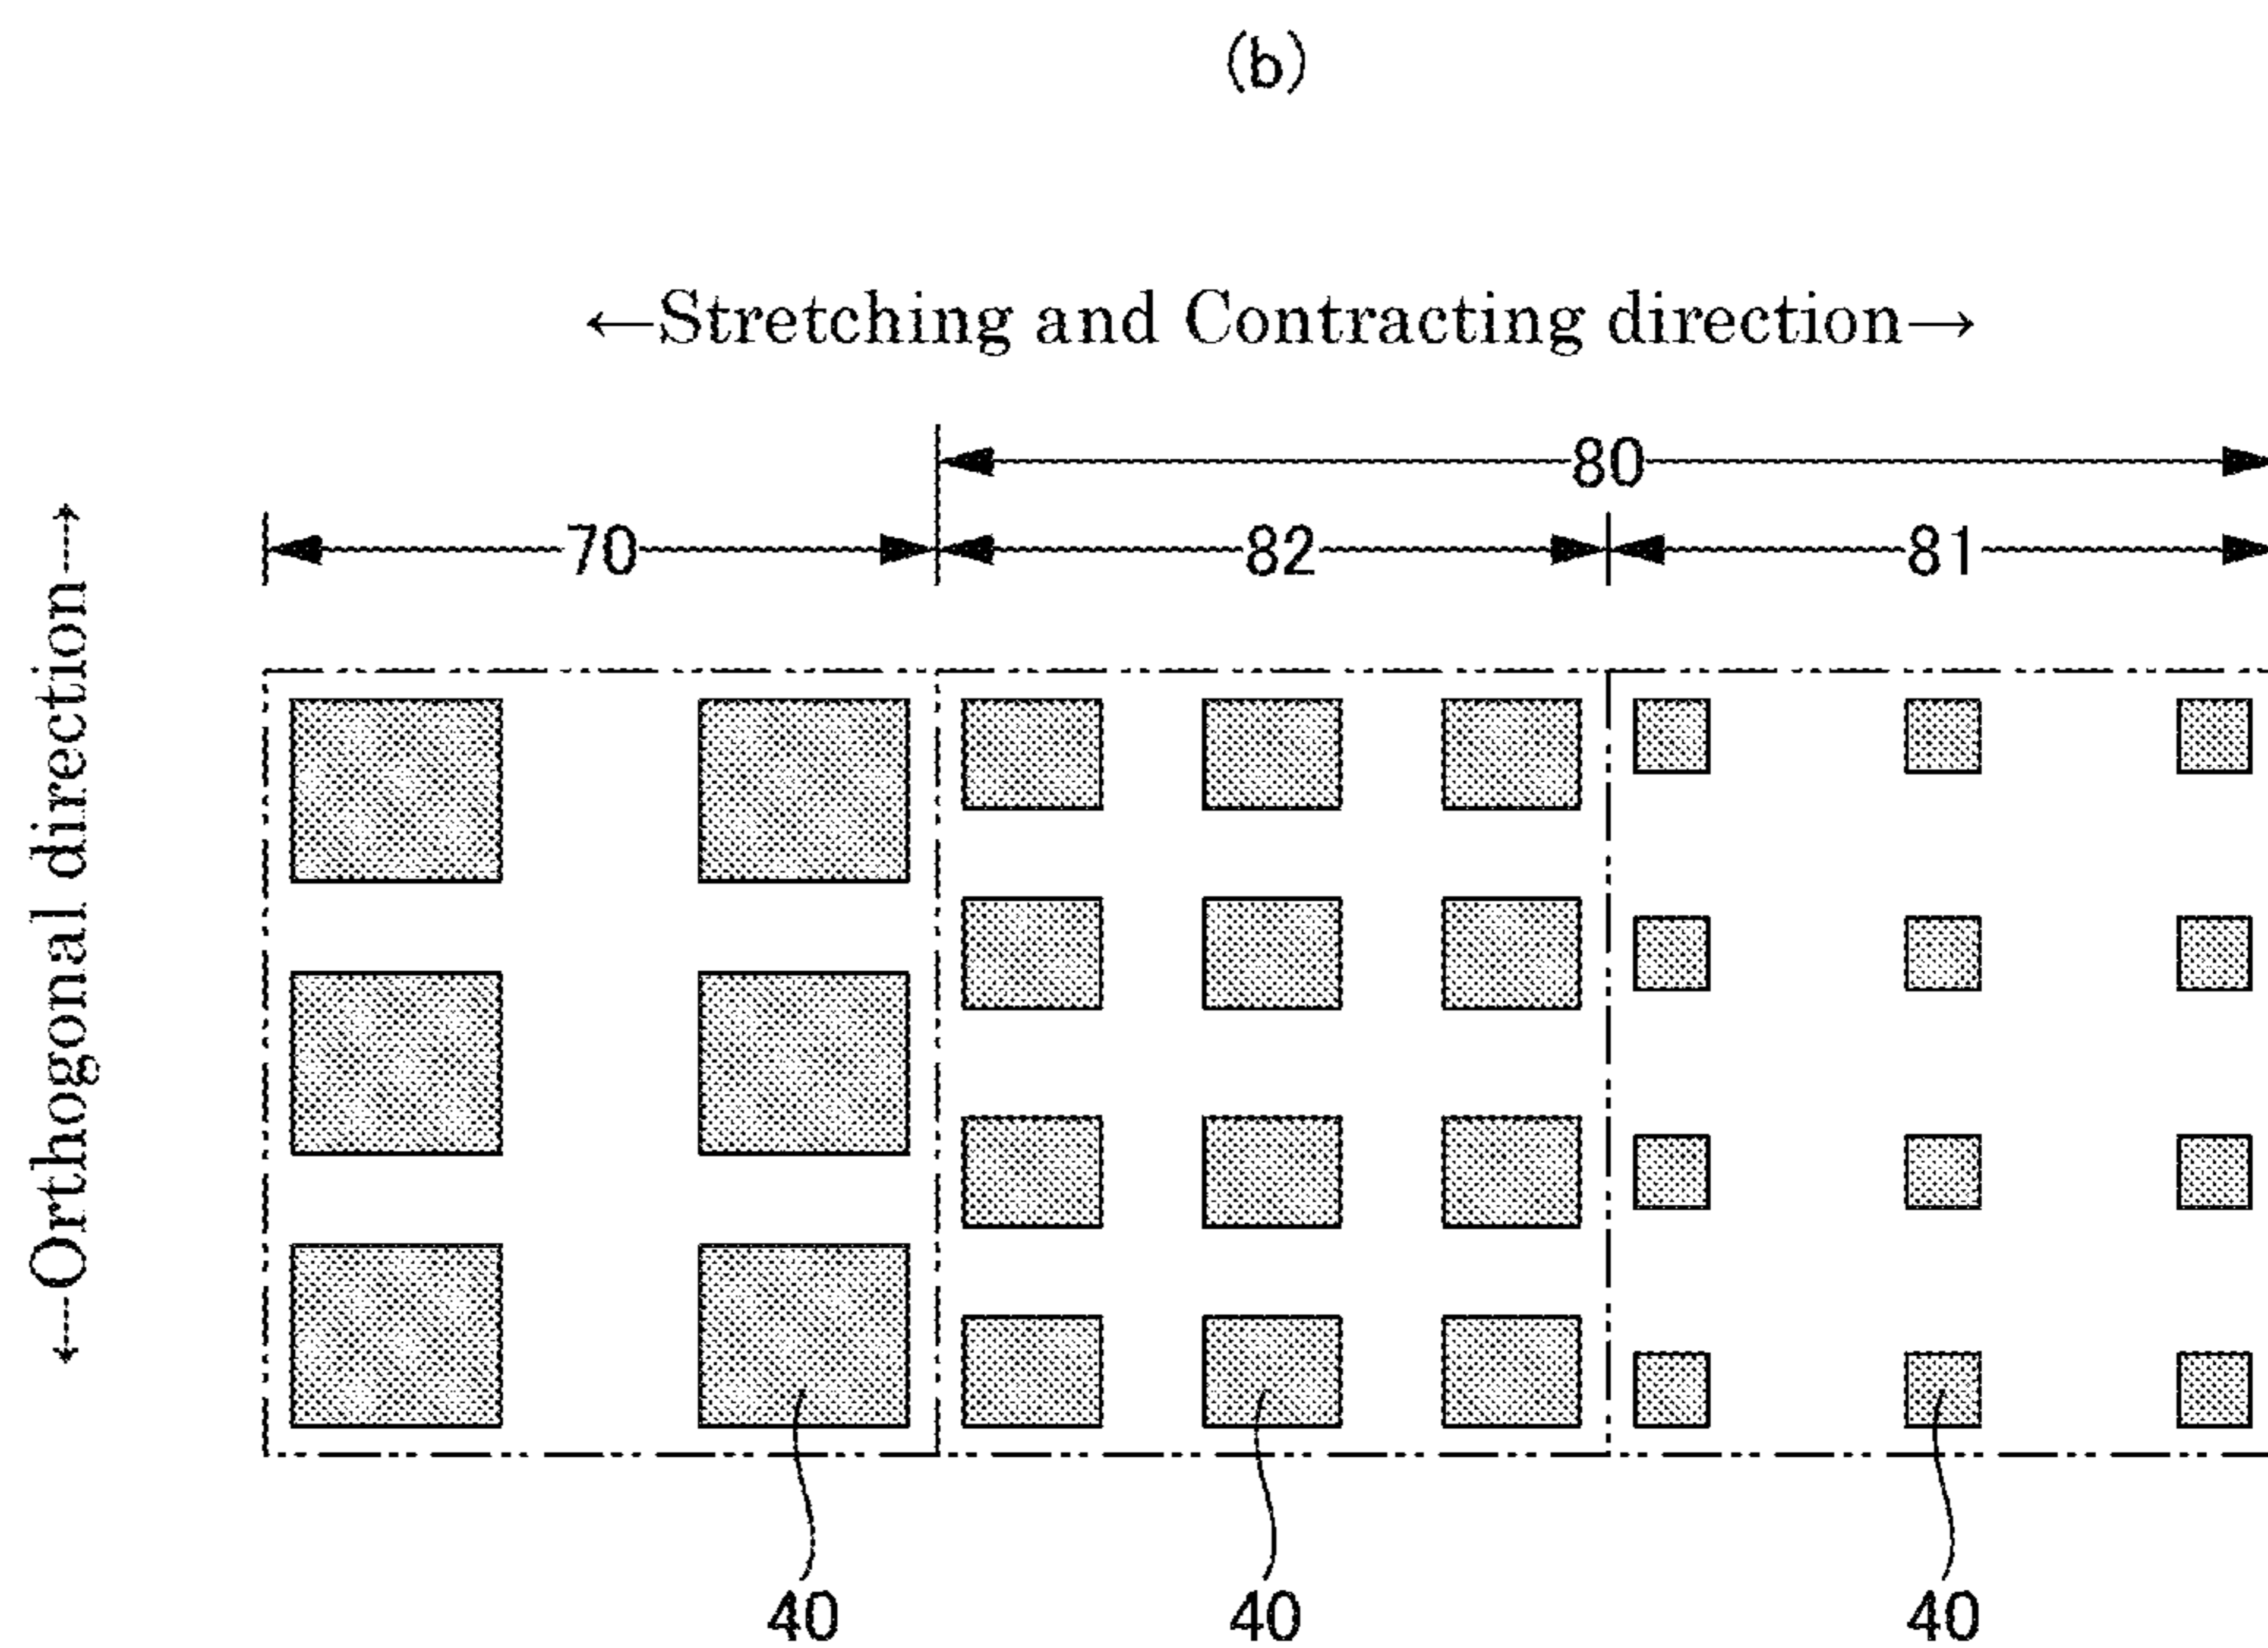 (b)
←Stretching and Contracting direction→
80
70
82
81
←Orthogonal direction→
40
40
40